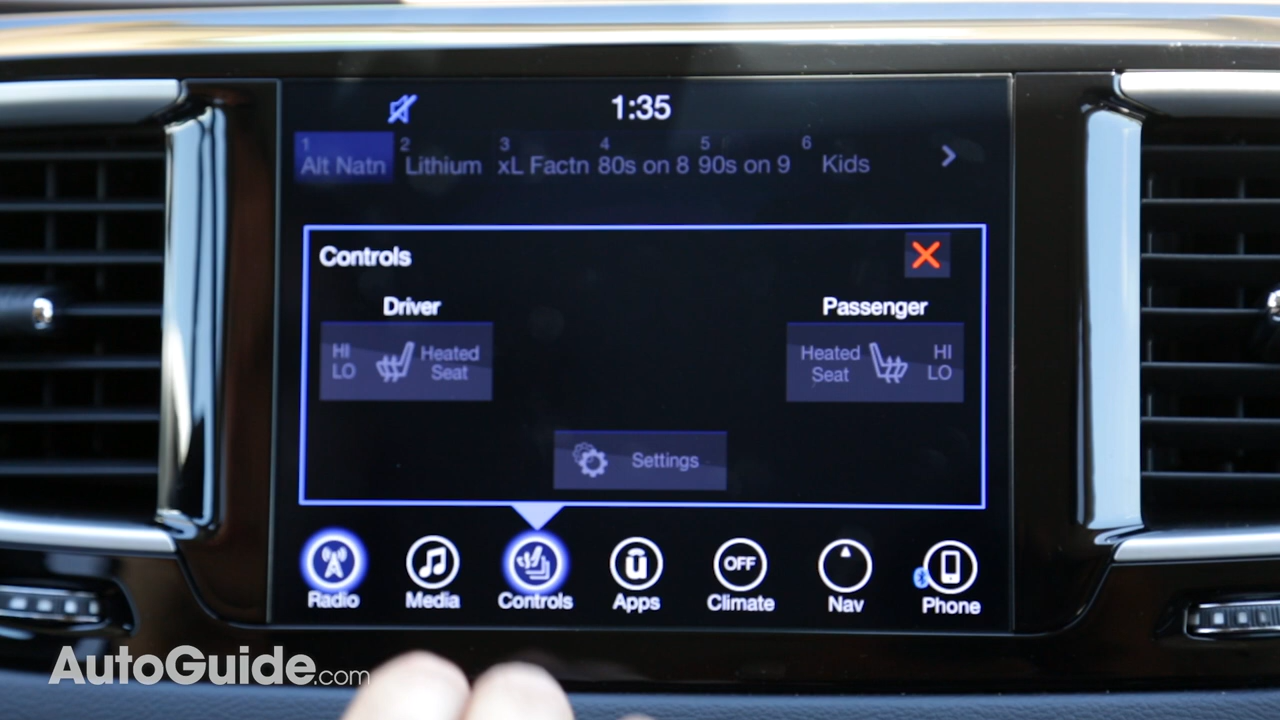 1:35
1 2 3 4 5 6
Alt Natn Lithium xL Factn 80s on 8 90s on 9 Kids
Controls
Driver Passenger
HI Heated Heated HI
LO Seat Seat LO
Settings
OFF
Radio Media Controls Apps Climate Nav Phone
AutoGuide.com